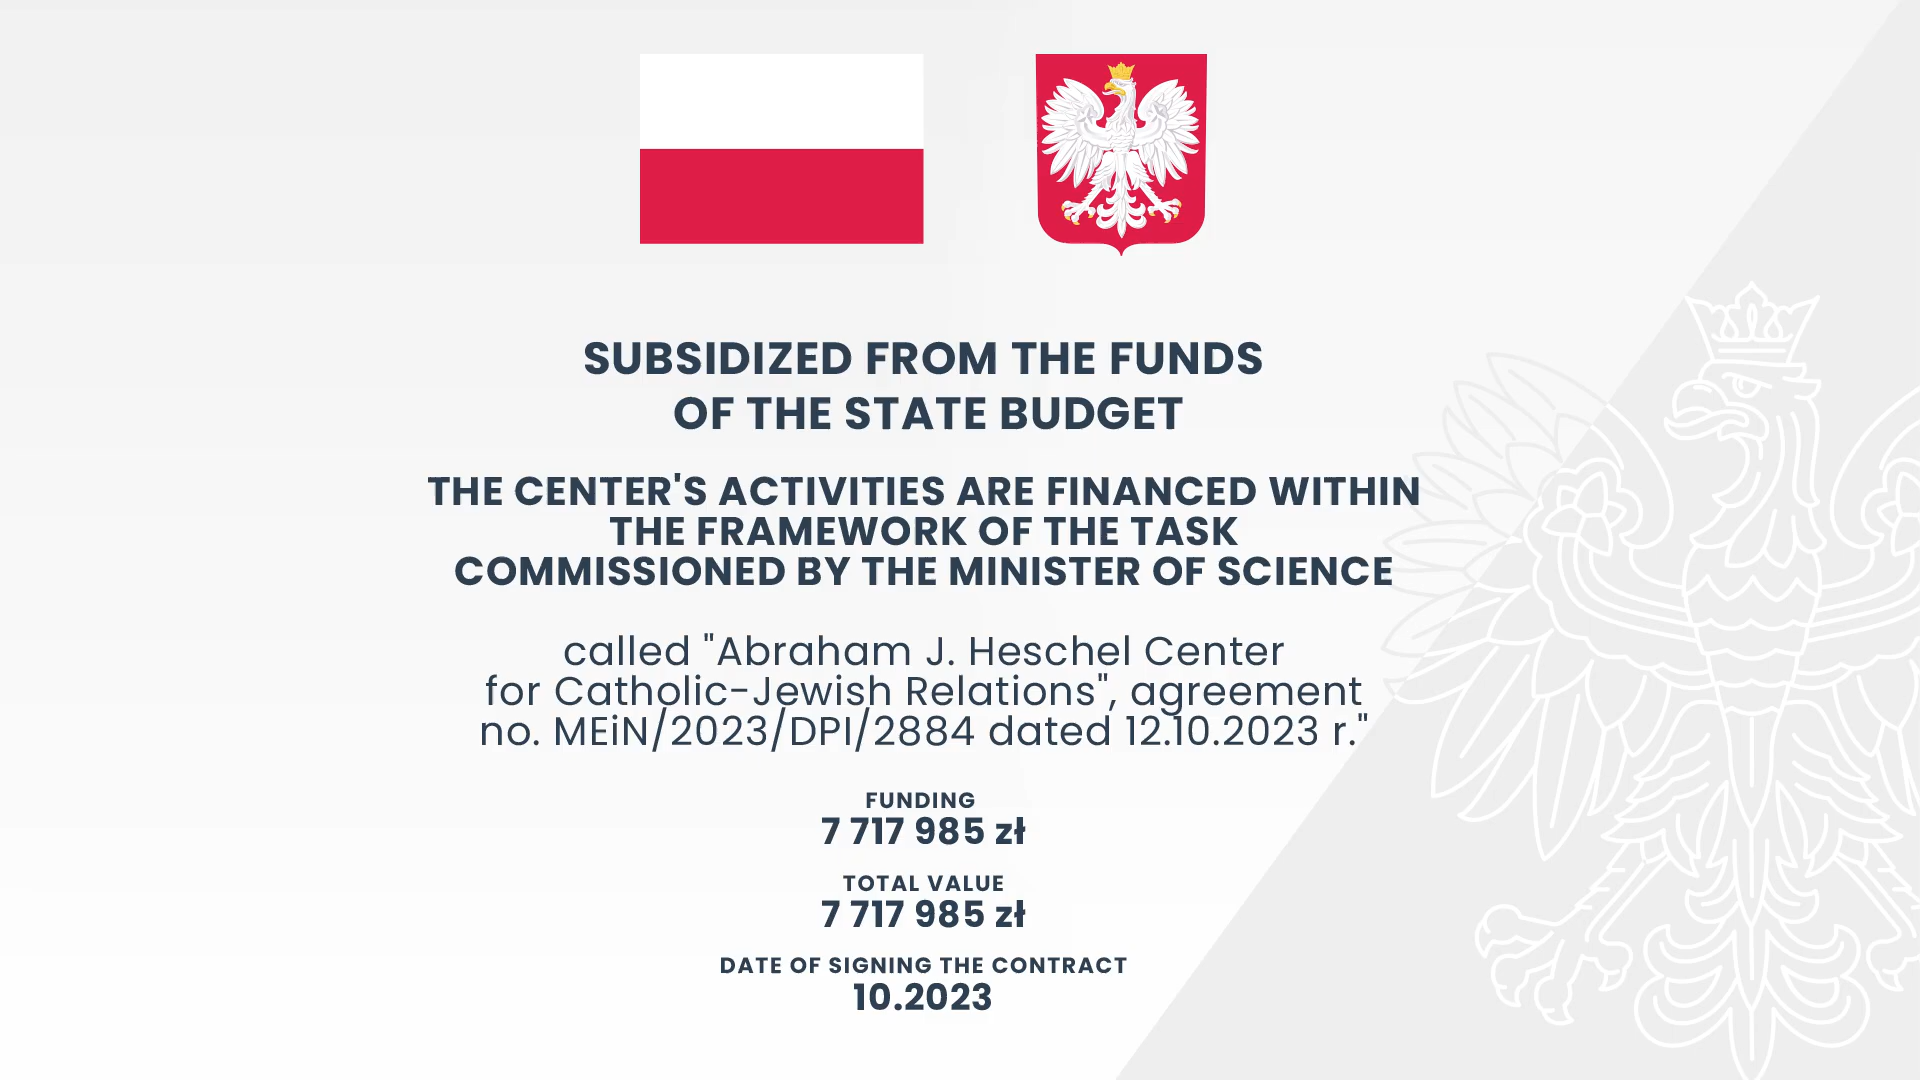 SUBSIDIZED FROM THE FUNDS
OF THE STATE BUDGET
THE CENTER'S ACTIVITIES ARE FINANCED WITHIN
THE FRAMEWORK OF THE TASK
COMMISSIONED BY THE MINISTER OF SCIENCE
called "Abraham J. Heschel Center
for Catholic-Jewish Relations", agreement
no. MEiN/2023/DPI/2884 dated 12.10.2023 r."
FUNDING
7 717 985 zł
TOTAL VALUE
7 717 985 zł
DATE OF SIGNING THE CONTRACT
10.2023